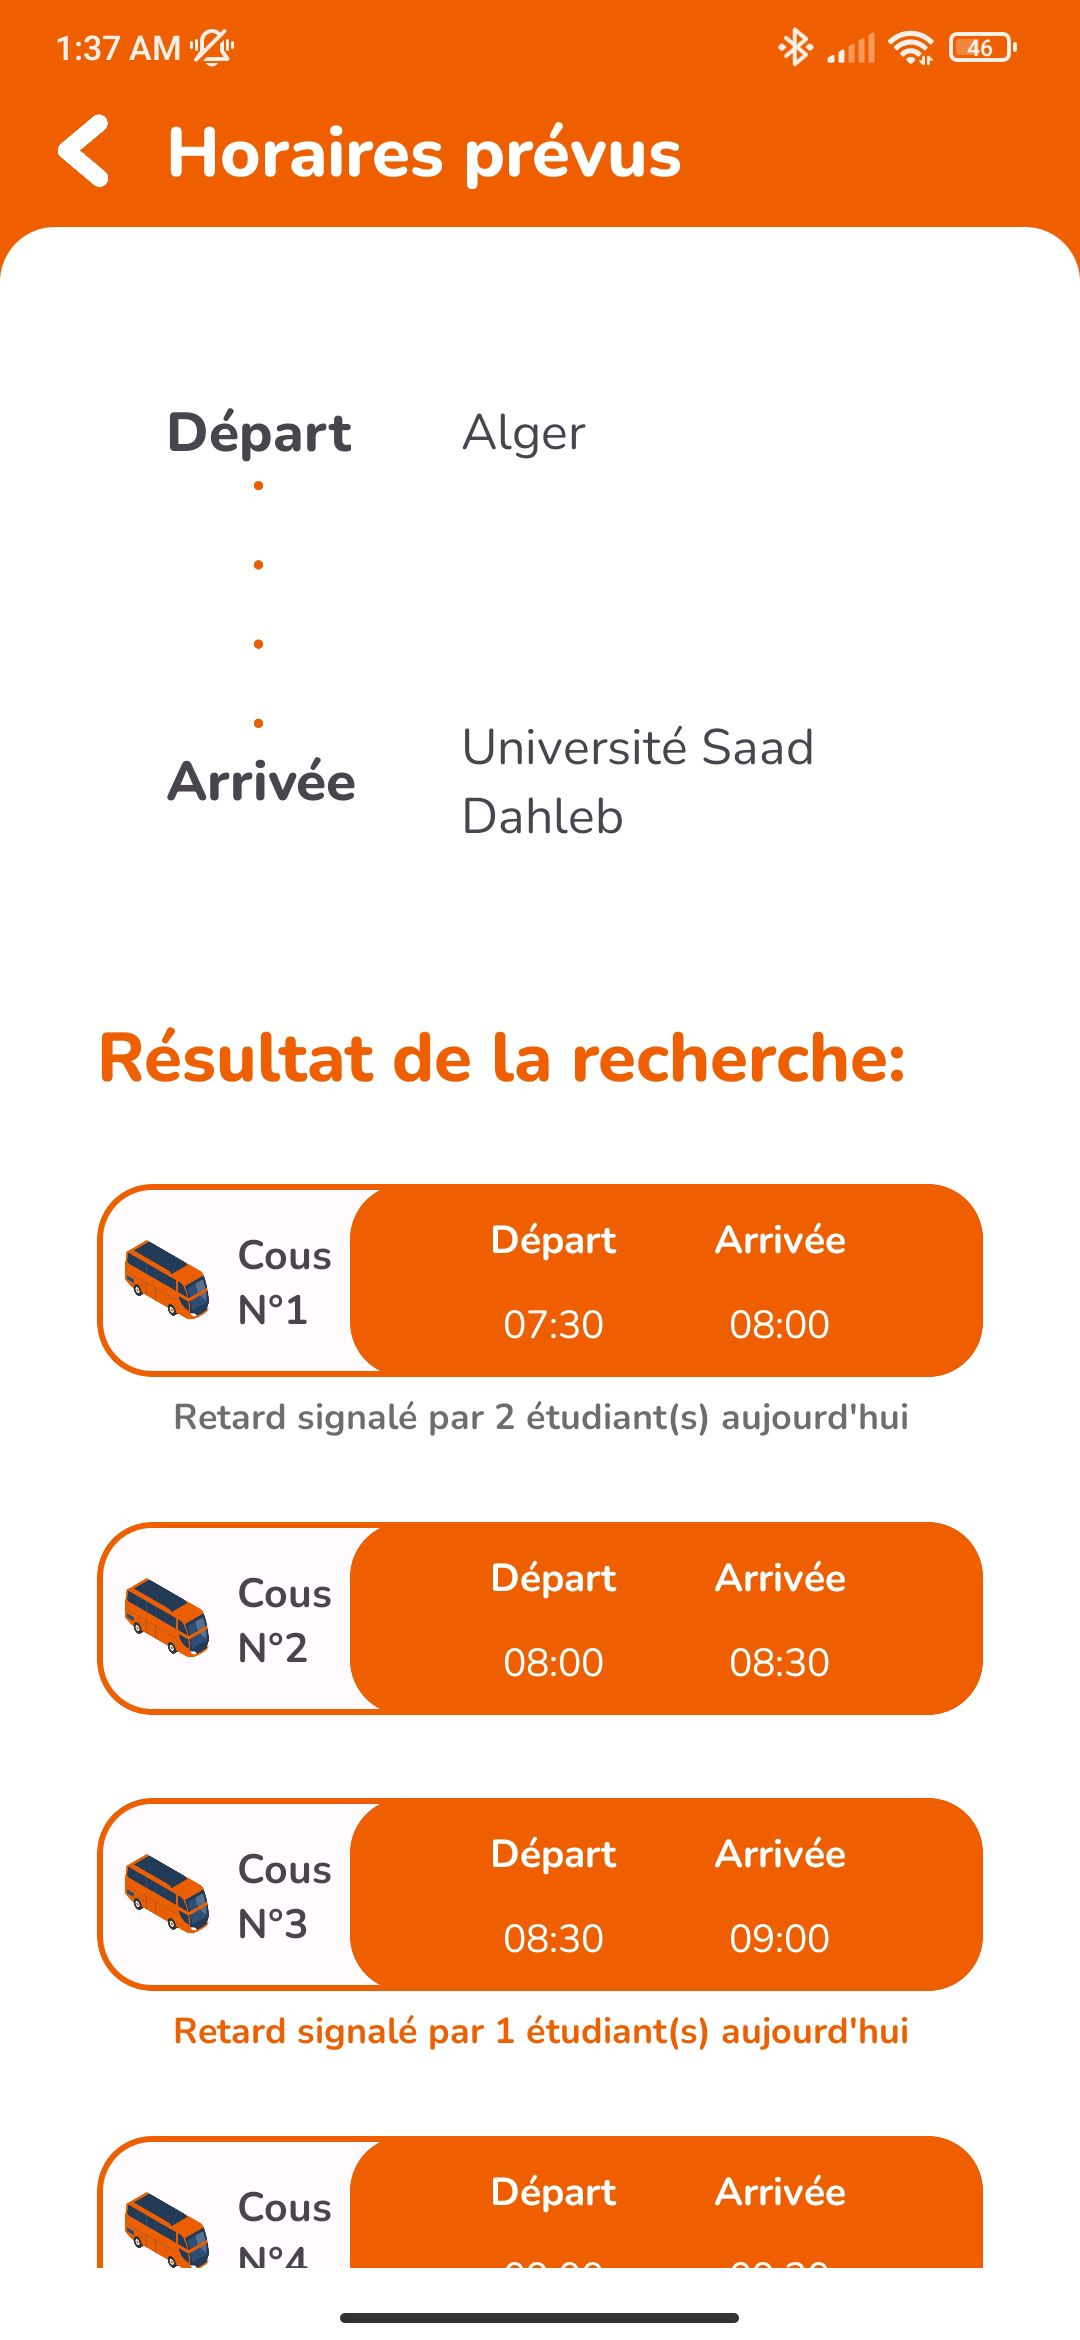 1:37 AM
46
Horaires prévus
Départ
Alger
Arrivée
Université Saad
Dahleb
Résultat de la recherche:
Cous
N°1
Départ
Arrivée
07:30
08:00
Retard signalé par 2 étudiant(s) aujourd'hui
Cous
N°2
Départ
Arrivée
08:00
08:30
Cous
N°3
Départ
Arrivée
08:30
09:00
Retard signalé par 1 étudiant(s) aujourd'hui
Cous
N°4
Départ
Arrivée